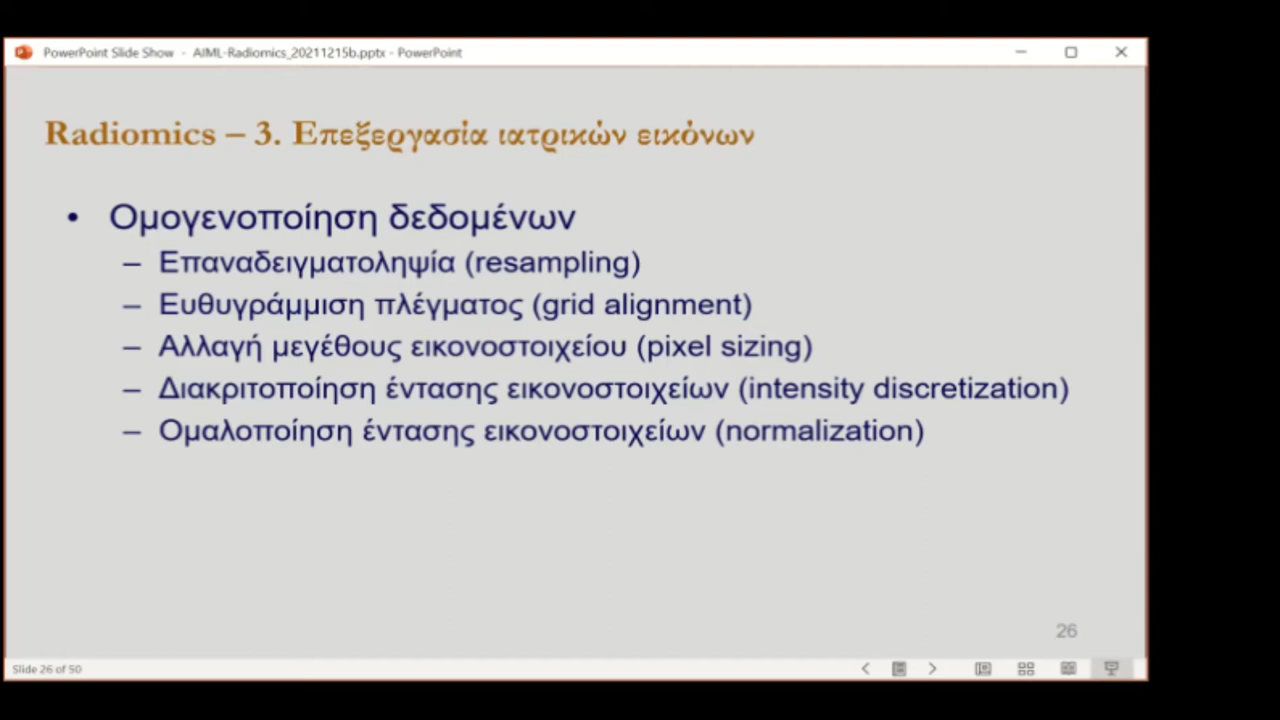 PowerPoint Slide Show - AIML-Radiomics_20211215b.pptx - PowerPoint
Radiomics – 3. Επεξεργασία ιατρικών εικόνων
• Ομογενοποίηση δεδομένων
– Επαναδειγματοληψία (resampling)
– Ευθυγράμμιση πλέγματος (grid alignment)
– Αλλαγή μεγέθους εικονοστοιχείου (pixel sizing)
– Διακριτοποίηση έντασης εικονοστοιχείων (intensity discretization)
– Ομαλοποίηση έντασης εικονοστοιχείων (normalization)
26
Slide 26 of 50